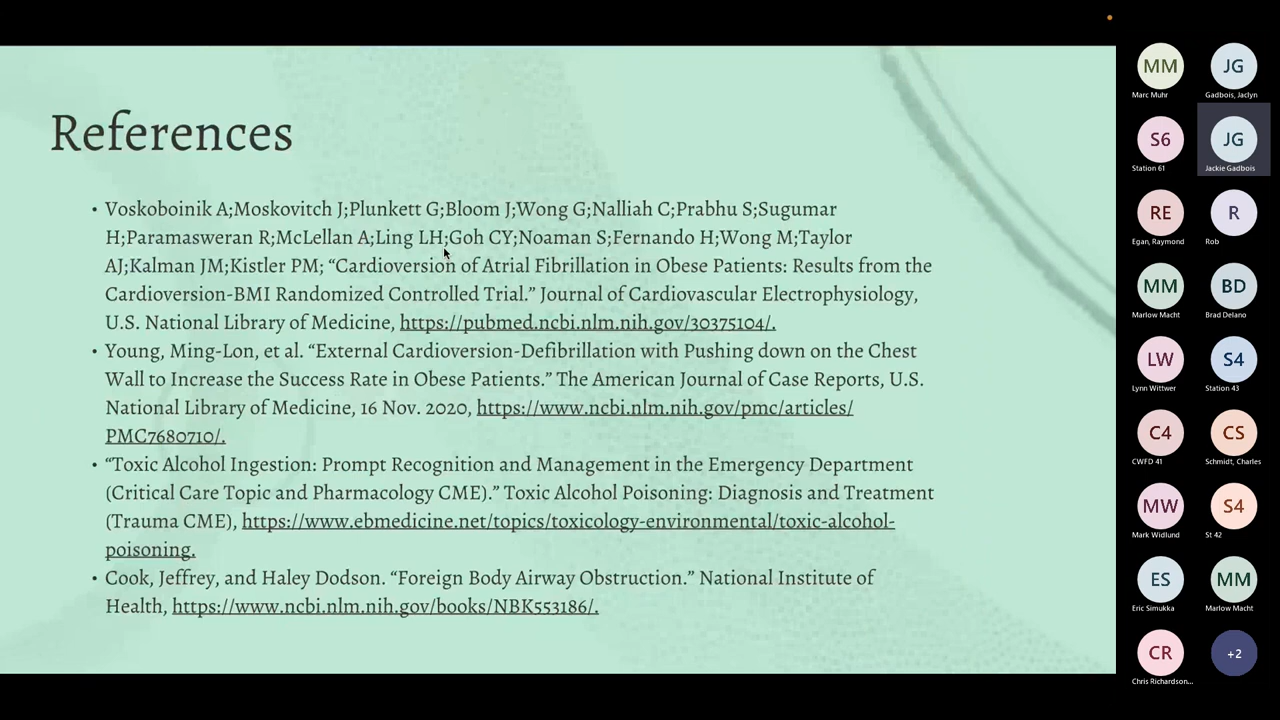 References
• Voskoboinik A;Moskovitch J;Plunkett G;Bloom J;Wong G;Nalliah C;Prabhu S;Sugumar
H;Paramasweran R;McLellan A;Ling LH;Goh CY;Noaman S;Fernando H;Wong M;Taylor
AJ;Kalman JM;Kistler PM; “Cardioversion of Atrial Fibrillation in Obese Patients: Results from the
Cardioversion-BMI Randomized Controlled Trial.” Journal of Cardiovascular Electrophysiology,
U.S. National Library of Medicine, https://pubmed.ncbi.nlm.nih.gov/30375104/.
• Young, Ming-Lon, et al. “External Cardioversion-Defibrillation with Pushing down on the Chest
Wall to Increase the Success Rate in Obese Patients.” The American Journal of Case Reports, U.S.
National Library of Medicine, 16 Nov. 2020, https://www.ncbi.nlm.nih.gov/pmc/articles/
PMC7680710/.
• “Toxic Alcohol Ingestion: Prompt Recognition and Management in the Emergency Department
(Critical Care Topic and Pharmacology CME).” Toxic Alcohol Poisoning: Diagnosis and Treatment
(Trauma CME), https://www.ebmedicine.net/topics/toxicology-environmental/toxic-alcohol-
poisoning.
• Cook, Jeffrey, and Haley Dodson. “Foreign Body Airway Obstruction.” National Institute of
Health, https://www.ncbi.nlm.nih.gov/books/NBK553186/.
MM JG
Marc Muhr Gadbois, Jaclyn
S6 JG
Station 61 Jackie Gadbois
RE R
Egan, Raymond Rob
MM BD
Marlow Macht Brad Delano
LW S4
Lynn Wittwer Station 43
C4 CS
CWFD 41 Schmidt, Charles
MW S4
Mark Widlund St 42
ES MM
Eric Simukka Marlow Macht
CR +2
Chris Richardson...